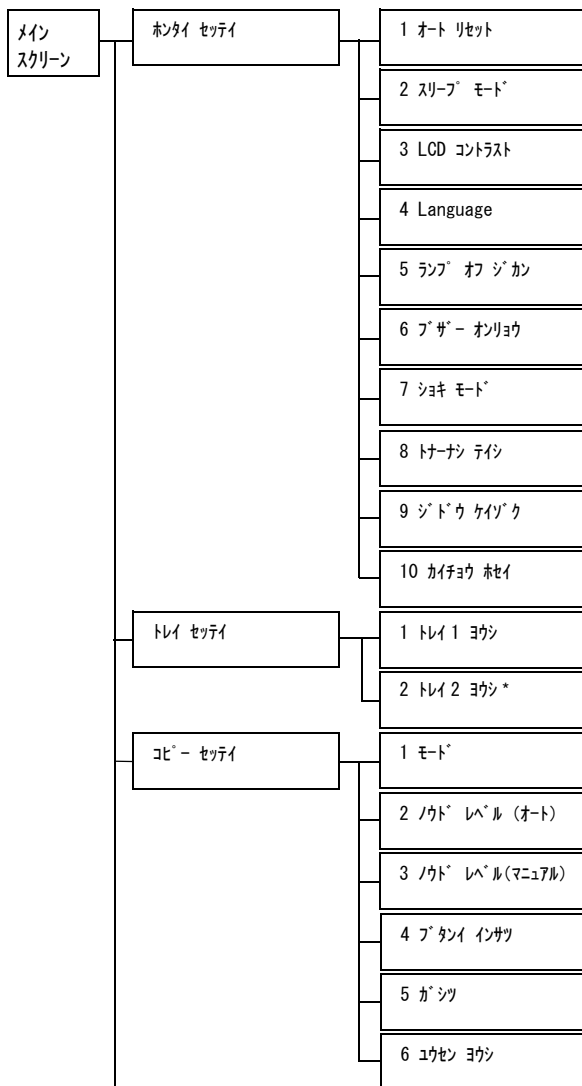 メイン
スクリーン
ホンタイ セッテイ
1 オート リセット
2 スリープ モード
3 LCD コントラスト
4 Language
5 ランプ オフ ジカン
6 ブザー オンリョウ
7 ショキ モード
8 トナーナシ テイシ
9 ジドウ ケイゾク
10 カイチョウ ホセイ
トレイ セッテイ
1 トレイ1 ヨウシ
2 トレイ2 ヨウシ*
コピー セッテイ
1 モード
2 ノウド レベル (オート)
3 ノウド レベル(マニュアル)
4 ブタンイ インサツ
5 ガシツ
6 ユウセン ヨウシ